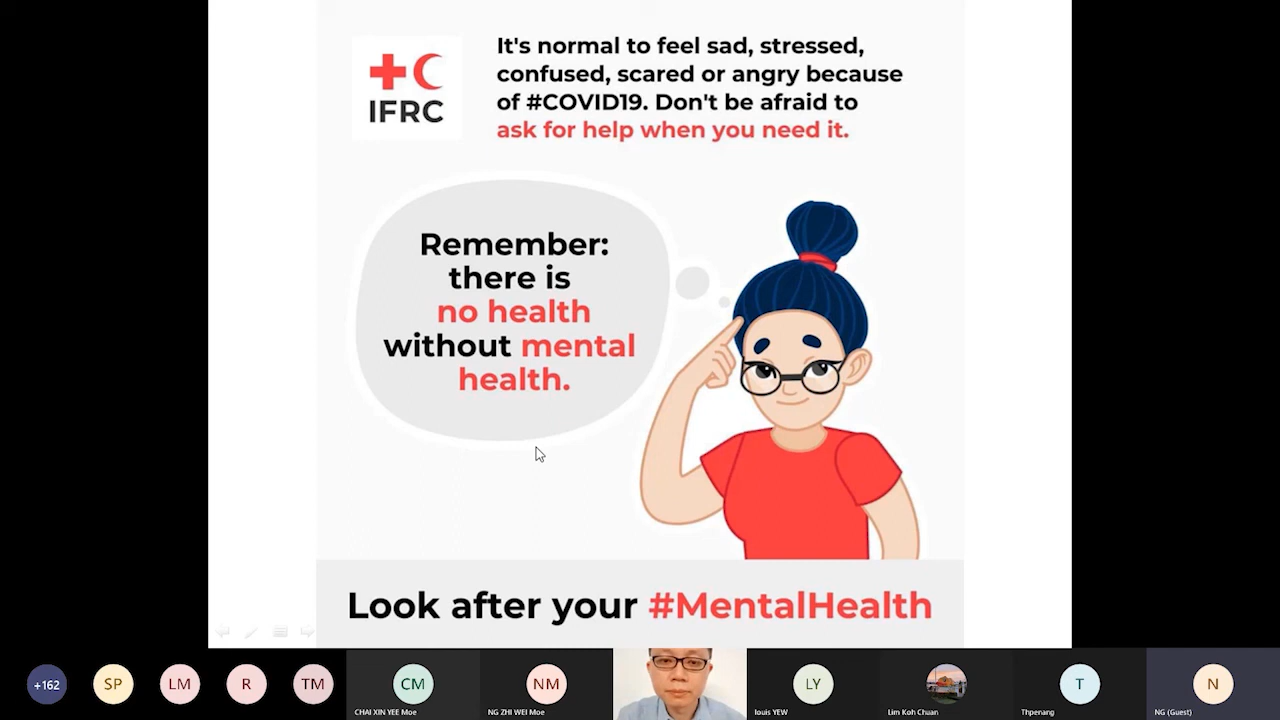 IFRC
It's normal to feel sad, stressed,
confused, scared or angry because
of #COVID19. Don't be afraid to
ask for help when you need it.
Remember:
there is
no health
without mental
health.
Look after your #MentalHealth
+162
SP
LM
R
TM
CM
CHAI XIN YEE Moe
NM
NG ZHI WEI Moe
LY
louis YEW
Lim Koh Chuan
T
Thpenang
N
NG (Guest)